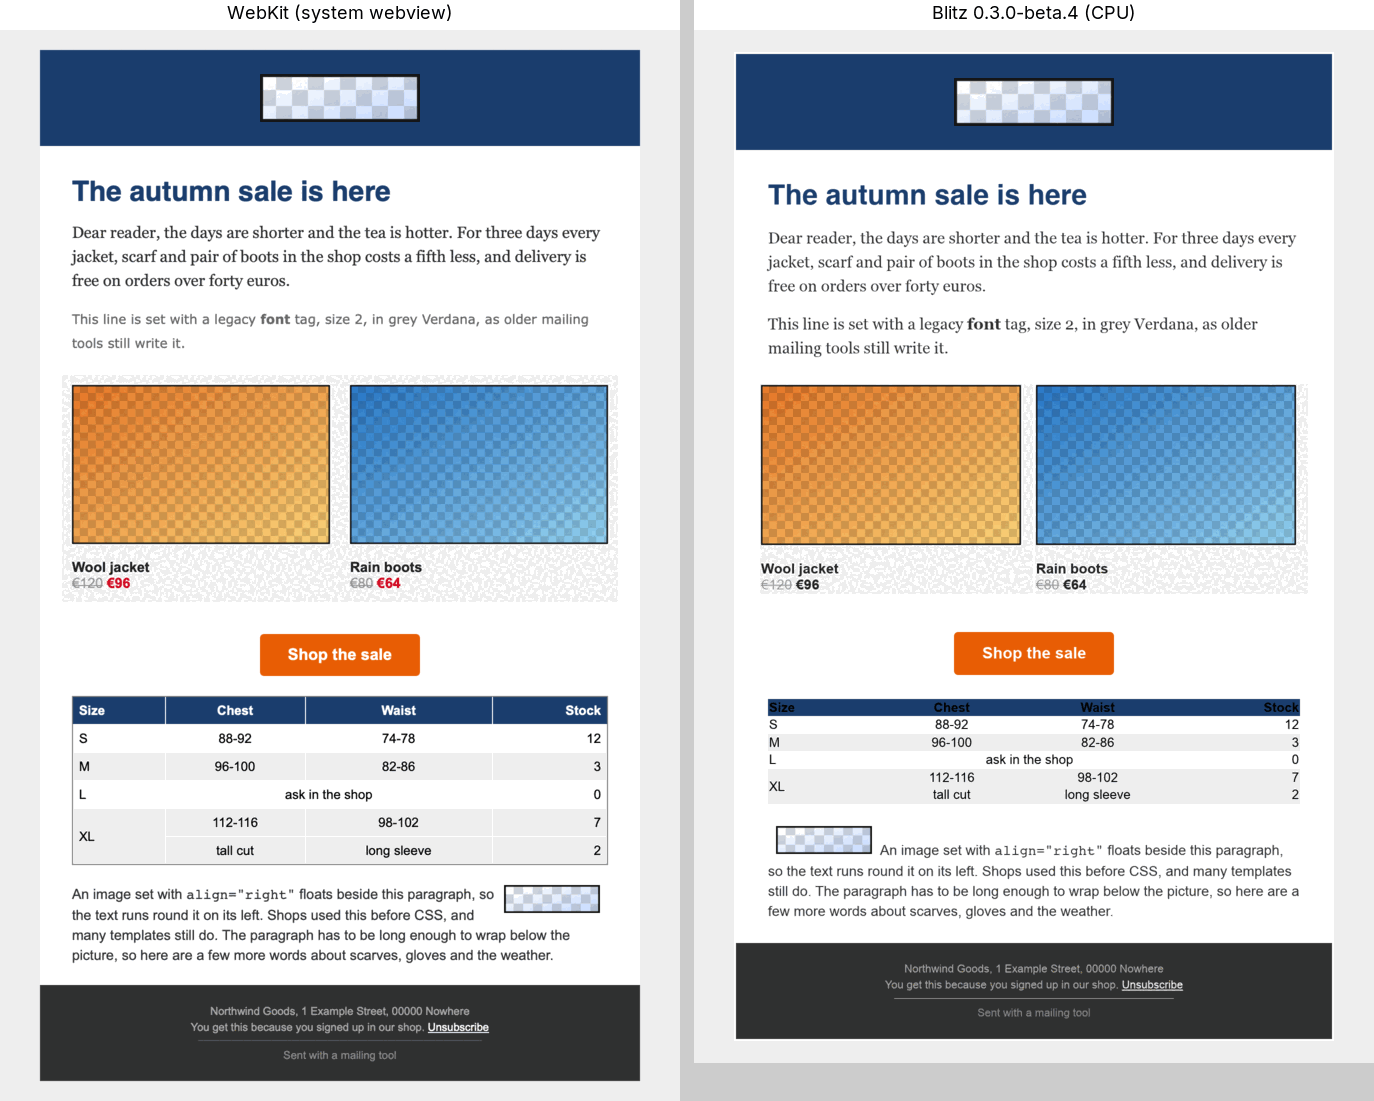 WebKit (system webview)
The autumn sale is here
Dear reader, the days are shorter and the tea is hotter. For three days every
jacket, scarf and pair of boots in the shop costs a fifth less, and delivery is
free on orders over forty euros.
This line is set with a legacy font tag, size 2, in grey Verdana, as older mailing
tools still write it.
Wool jacket
€120 €96
Rain boots
€80 €64
Shop the sale
Size Chest Waist Stock
S 88-92 74-78 12
M 96-100 82-86 3
L ask in the shop 0
XL 112-116 98-102 7
tall cut long sleeve 2
An image set with align="right" floats beside this paragraph, so
the text runs round it on its left. Shops used this before CSS, and
many templates still do. The paragraph has to be long enough to wrap below the
picture, so here are a few more words about scarves, gloves and the weather.
Northwind Goods, 1 Example Street, 00000 Nowhere
You get this because you signed up in our shop. Unsubscribe
Sent with a mailing tool
Blitz 0.3.0-beta.4 (CPU)
The autumn sale is here
Dear reader, the days are shorter and the tea is hotter. For three days every
jacket, scarf and pair of boots in the shop costs a fifth less, and delivery is
free on orders over forty euros.
This line is set with a legacy font tag, size 2, in grey Verdana, as older
mailing tools still write it.
Wool jacket
€120 €96
Rain boots
€80 €64
Shop the sale
Size Chest Waist Stock
S 88-92 74-78 12
M 96-100 82-86 3
L ask in the shop 0
XL 112-116 98-102 7
tall cut long sleeve 2
An image set with align="right" floats beside this paragraph,
so the text runs round it on its left. Shops used this before CSS, and many templates
still do. The paragraph has to be long enough to wrap below the picture, so here are a
few more words about scarves, gloves and the weather.
Northwind Goods, 1 Example Street, 00000 Nowhere
You get this because you signed up in our shop. Unsubscribe
Sent with a mailing tool